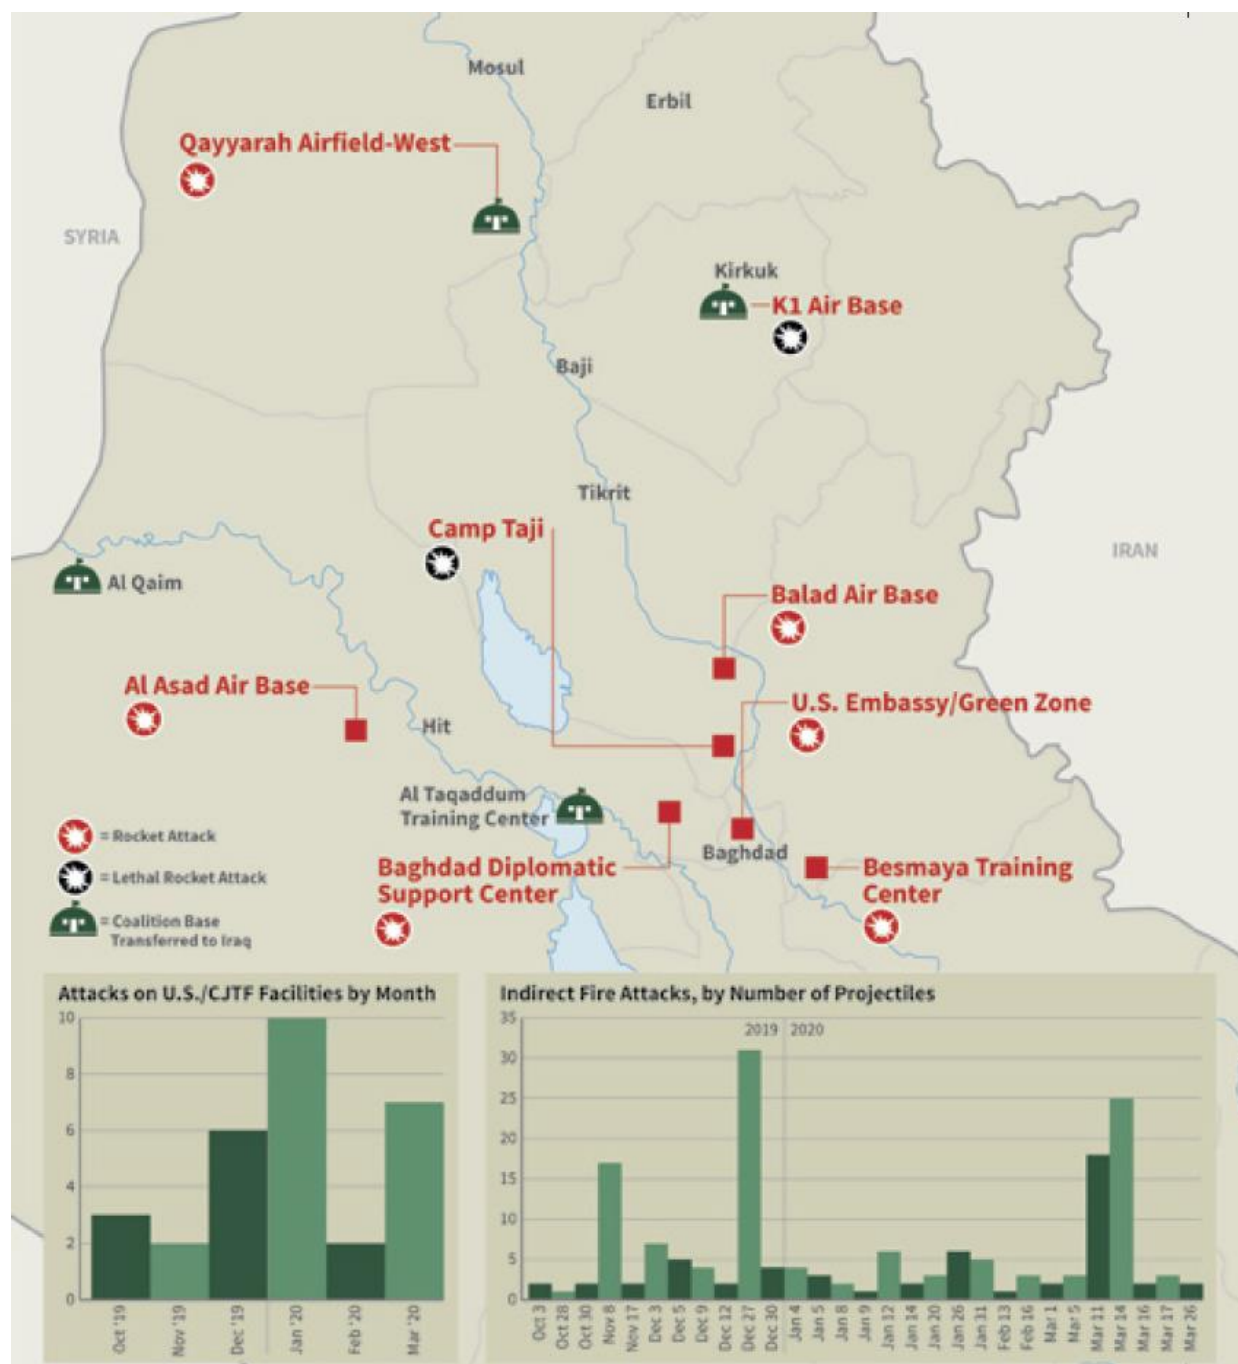 Mosul
Erbil
Qayyarah Airfield-West
SYRIA
Kirkuk
K1 Air Base
Baji
Tikrit
Camp Taji
IRAN
Al Qaim
Balad Air Base
Al Asad Air Base
U.S. Embassy/Green Zone
Hit
Al Taqaddum
Training Center
Baghdad
Baghdad Diplomatic
Support Center
Besmaya Training
Center
= Rocket Attack
= Lethal Rocket Attack
= Coalition Base
Transferred to Iraq
Attacks on U.S./CJTF Facilities by Month
10
8
6
4
2
0
Oct '19
Nov '19
Dec '19
Jan '20
Feb '20
Mar '20
Indirect Fire Attacks, by Number of Projectiles
2019 2020
35
30
25
20
15
10
5
0
Oct 3
Oct 28
Oct 30
Nov 8
Nov 17
Dec 3
Dec 5
Dec 9
Dec 12
Dec 27
Dec 30
Jan 4
Jan 5
Jan 8
Jan 9
Jan 12
Jan 14
Jan 20
Jan 26
Jan 31
Feb 13
Feb 16
Mar 1
Mar 5
Mar 11
Mar 14
Mar 16
Mar 17
Mar 26